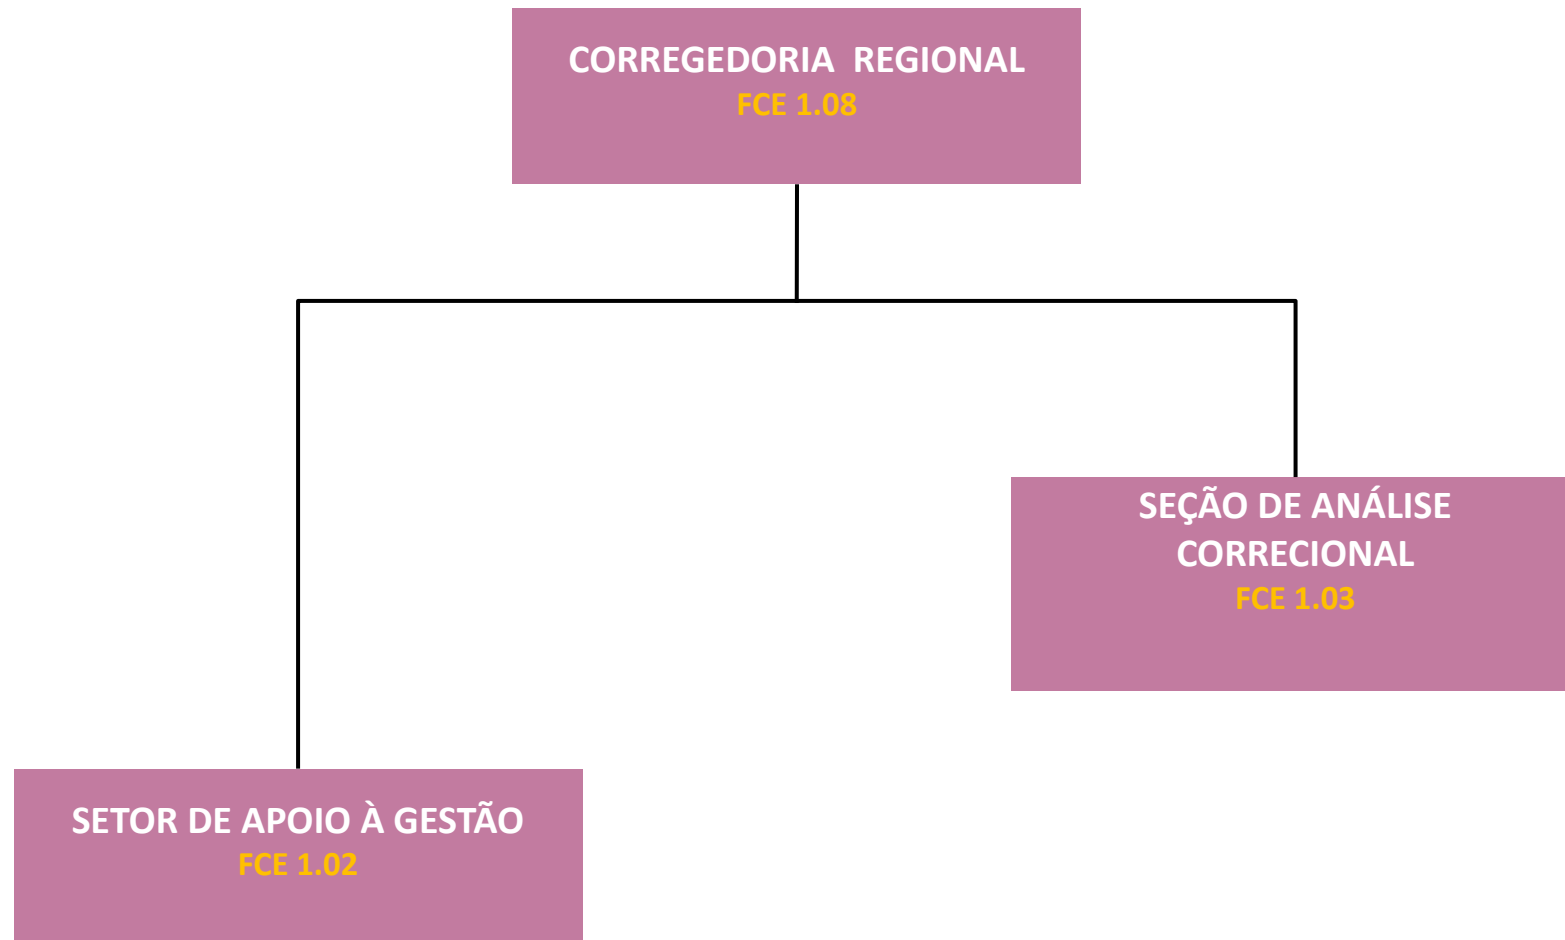 CORREGEDORIA REGIONAL
FCE 1.08
SEÇÃO DE ANÁLISE
CORRECIONAL
FCE 1.03
SETOR DE APOIO À GESTÃO
FCE 1.02